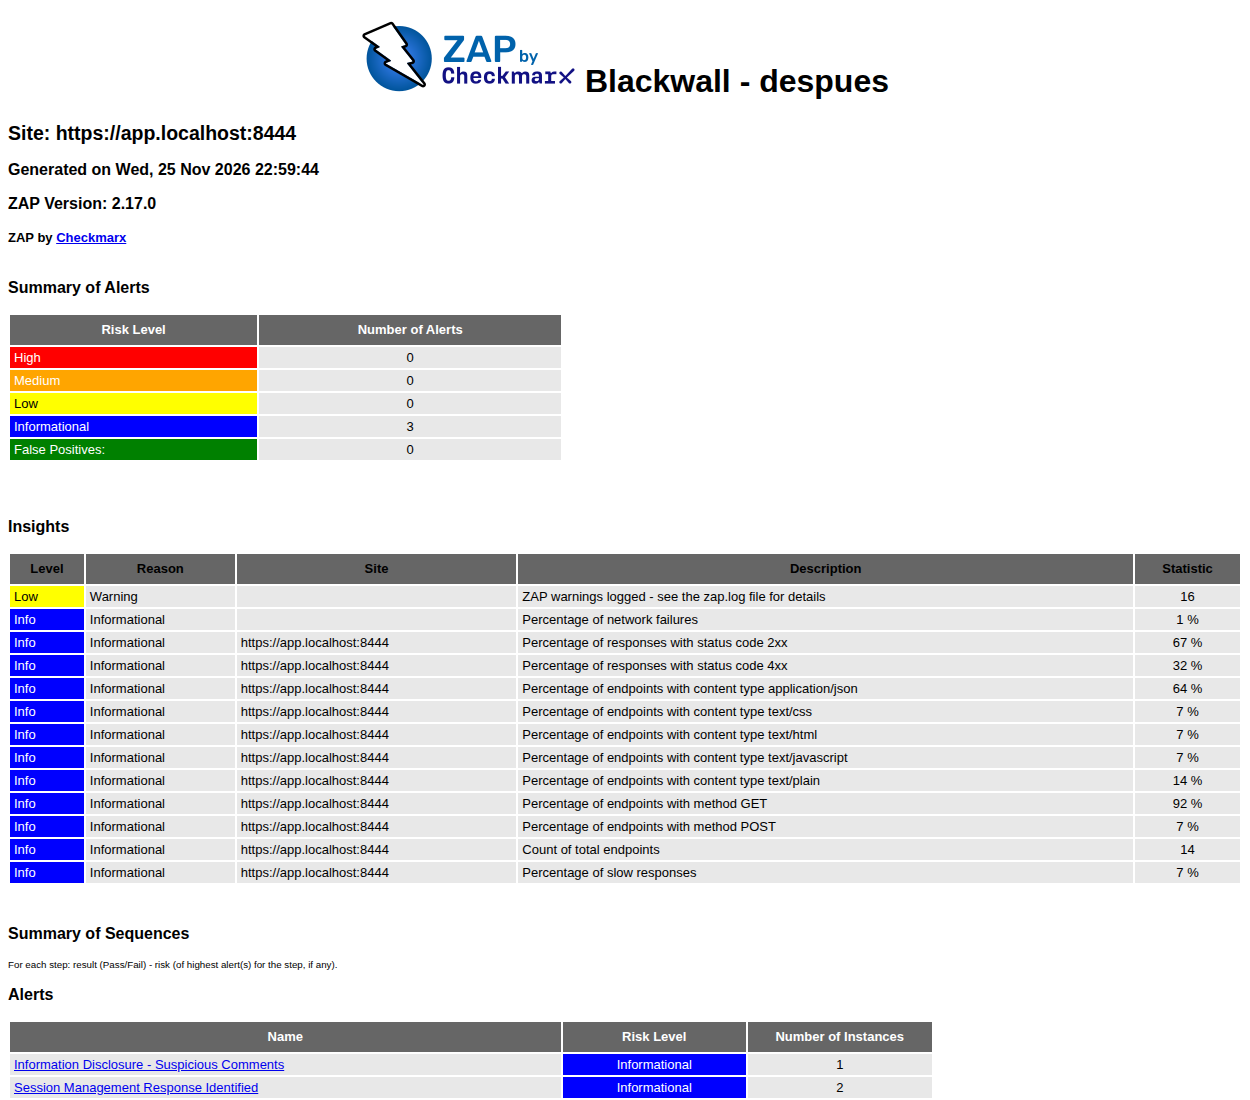 ZAP by
Checkmarx Blackwall - despues
Site: https://app.localhost:8444
Generated on Wed, 25 Nov 2026 22:59:44
ZAP Version: 2.17.0
ZAP by Checkmarx
Summary of Alerts
Risk Level Number of Alerts
High 0
Medium 0
Low 0
Informational 3
False Positives: 0
Insights
Level Reason Site Description Statistic
Low Warning ZAP warnings logged - see the zap.log file for details 16
Info Informational Percentage of network failures 1 %
Info Informational https://app.localhost:8444 Percentage of responses with status code 2xx 67 %
Info Informational https://app.localhost:8444 Percentage of responses with status code 4xx 32 %
Info Informational https://app.localhost:8444 Percentage of endpoints with content type application/json 64 %
Info Informational https://app.localhost:8444 Percentage of endpoints with content type text/css 7 %
Info Informational https://app.localhost:8444 Percentage of endpoints with content type text/html 7 %
Info Informational https://app.localhost:8444 Percentage of endpoints with content type text/javascript 7 %
Info Informational https://app.localhost:8444 Percentage of endpoints with content type text/plain 14 %
Info Informational https://app.localhost:8444 Percentage of endpoints with method GET 92 %
Info Informational https://app.localhost:8444 Percentage of endpoints with method POST 7 %
Info Informational https://app.localhost:8444 Count of total endpoints 14
Info Informational https://app.localhost:8444 Percentage of slow responses 7 %
Summary of Sequences
For each step: result (Pass/Fail) - risk (of highest alert(s) for the step, if any).
Alerts
Name Risk Level Number of Instances
Information Disclosure - Suspicious Comments Informational 1
Session Management Response Identified Informational 2